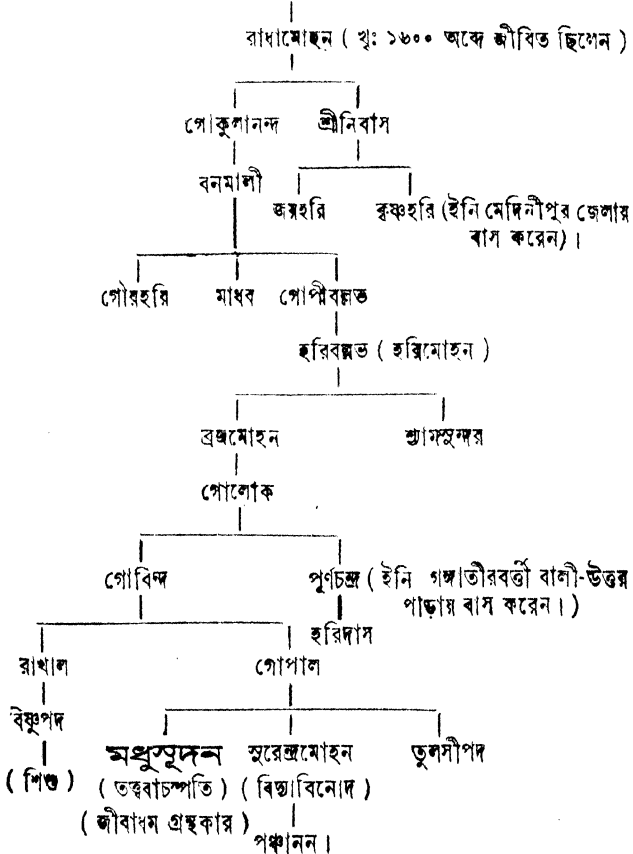 রাধামোহন ( খৃঃ ১৬০০ অব্দে জীবিত ছিলেন )
গোকুলানন্দ শ্রীনিবাস
বনমালী
জয়হরি কৃষ্ণহরি (ইনি মেদিনীপুর জেলায়
বাস করেন)।
গৌরহরি মাধব গোপীবল্লভ
হরিবল্লভ ( হরিমোহন )
ব্রজমোহন শ্যামসুন্দর
গোলোক
গোবিন্দ পূর্ণচন্দ্র ( ইনি গঙ্গাতীরবর্ত্তী বালী-উত্তর
পাড়ায় বাস করেন। )
হরিদাস
রাখাল গোপাল
বিষ্ণুপদ
মধুসূদন সুরেন্দ্রমোহন তুলসীপদ
( শিশু ) ( তত্ত্ববাচস্পতি ) ( বিদ্যাবিনোদ )
( জীবাধম গ্রন্থকার )
পঞ্চানন।